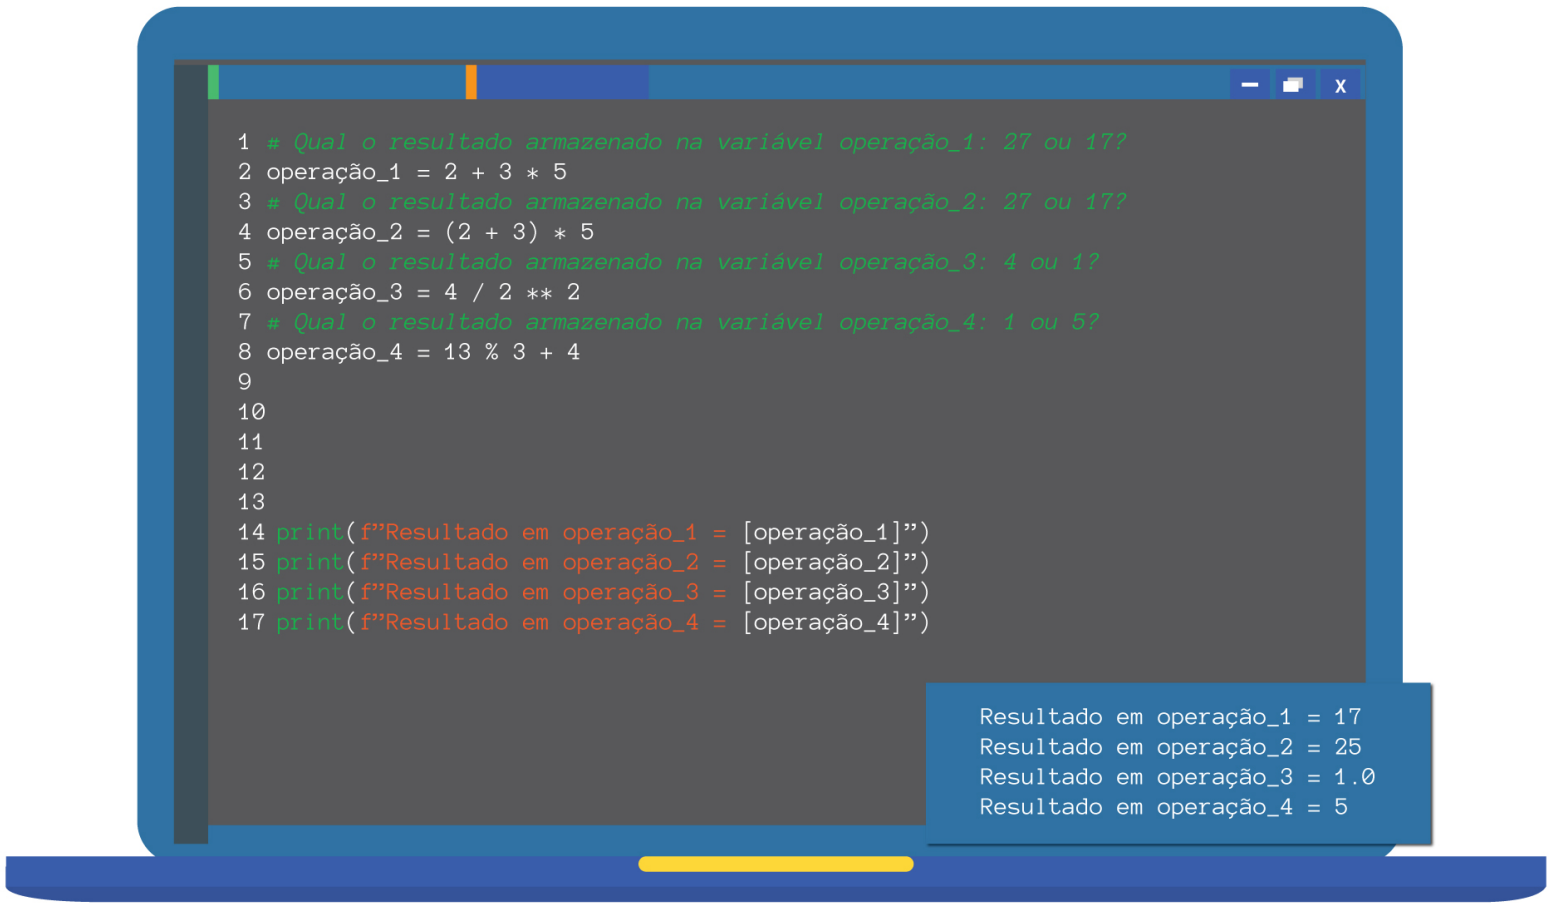 X
1 # Qual o resultado armazenado na variável operação_1: 27 ou 17?
2 operação_1 = 2 + 3 * 5
3 # Qual o resultado armazenado na variável operação_2: 27 ou 17?
4 operação_2 = (2 + 3) * 5
5 # Qual o resultado armazenado na variável operação_3: 4 ou 1?
6 operação_3 = 4 / 2 ** 2
7 # Qual o resultado armazenado na variável operação_4: 1 ou 5?
8 operação_4 = 13 % 3 + 4
9
10
11
12
13
14 print(f”Resultado em operação_1 = [operação_1]”)
15 print(f”Resultado em operação_2 = [operação_2]”)
16 print(f”Resultado em operação_3 = [operação_3]”)
17 print(f”Resultado em operação_4 = [operação_4]”)
Resultado em operação_1 = 17
Resultado em operação_2 = 25
Resultado em operação_3 = 1.0
Resultado em operação_4 = 5